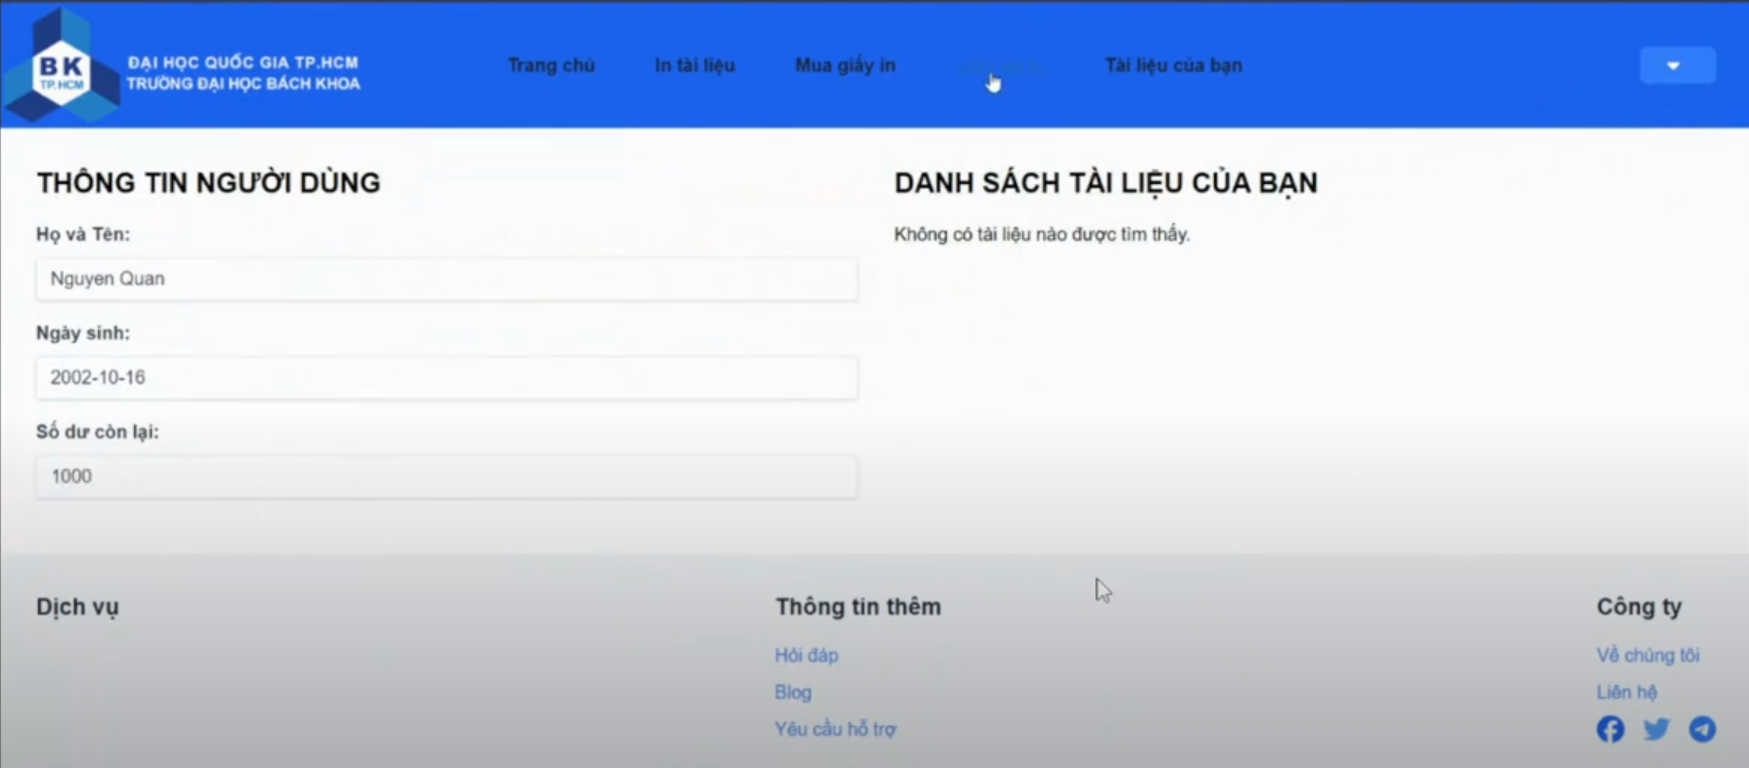 BK
TP.HCM
ĐẠI HỌC QUỐC GIA TP.HCM
TRƯỜNG ĐẠI HỌC BÁCH KHOA
Trang chủ
In tài liệu
Mua giấy in
Tài liệu của bạn
THÔNG TIN NGƯỜI DÙNG
Họ và Tên:
Nguyen Quan
Ngày sinh:
2002-10-16
Số dư còn lại:
1000
DANH SÁCH TÀI LIỆU CỦA BẠN
Không có tài liệu nào được tìm thấy.
Dịch vụ
Thông tin thêm
Hỏi đáp
Blog
Yêu cầu hỗ trợ
Công ty
Về chúng tôi
Liên hệ